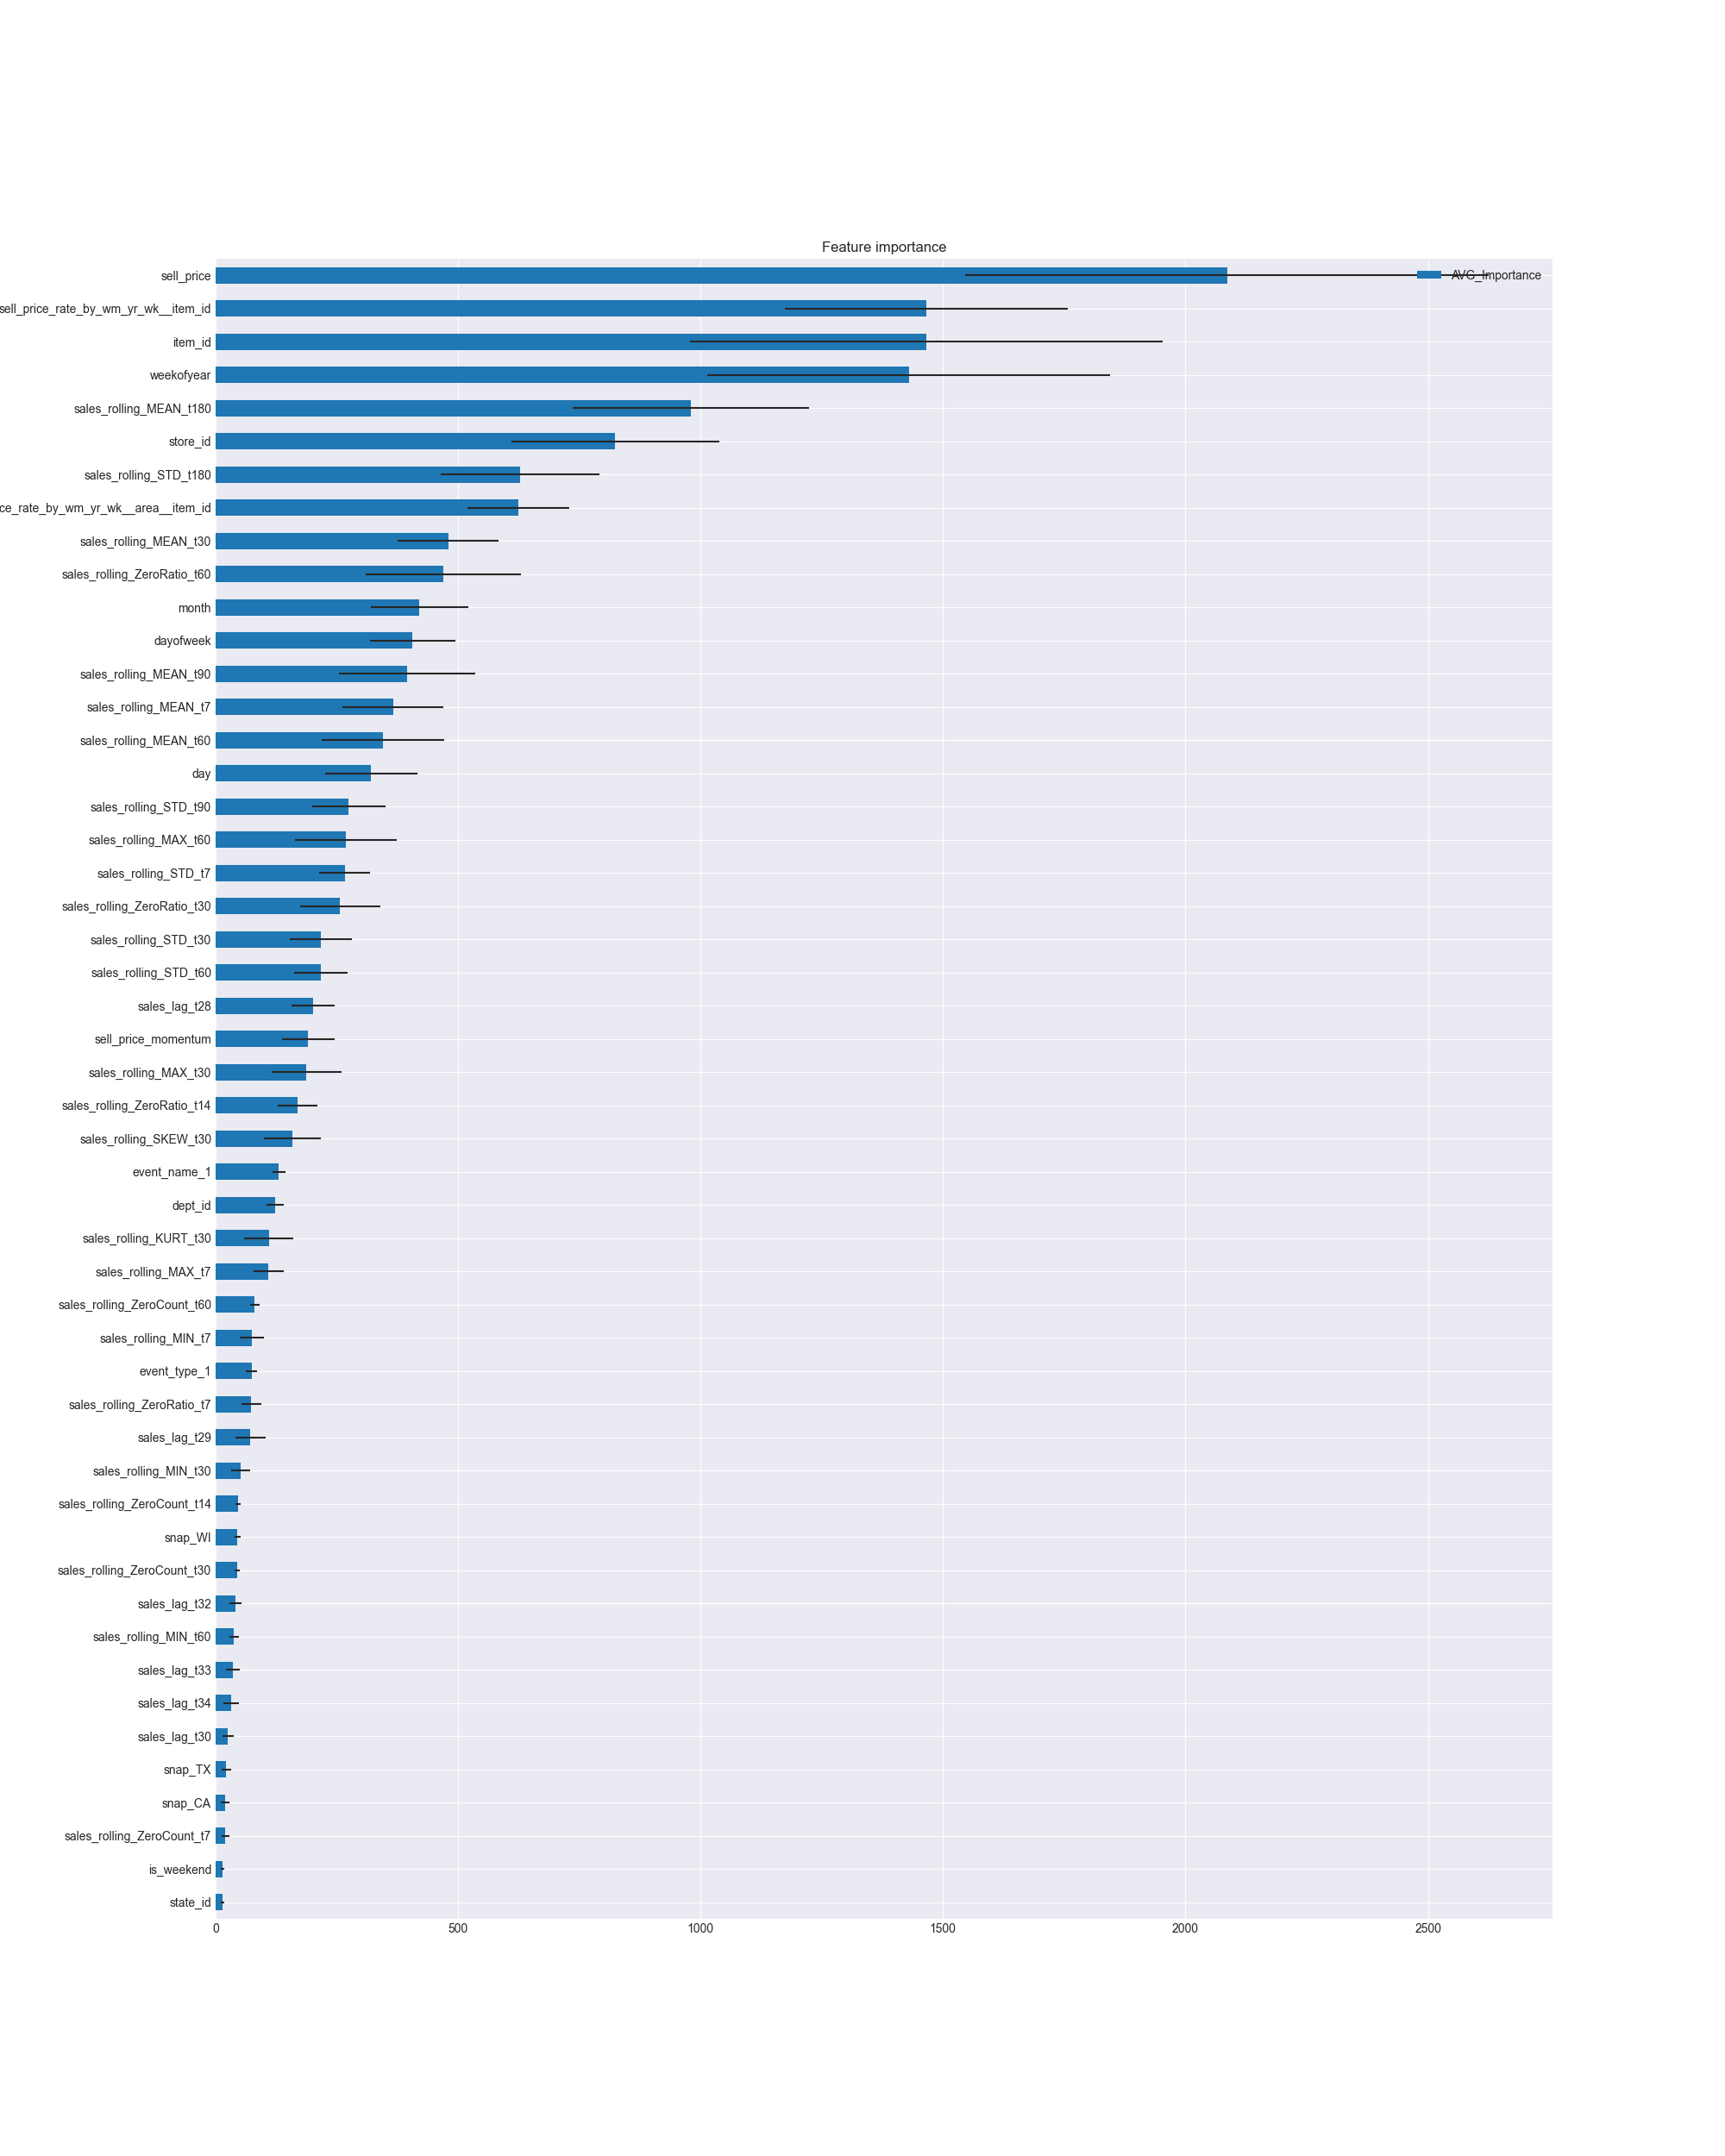 Feature importance
AVG_Importance
sell_price
sell_price_rate_by_wm_yr_wk__item_id
item_id
weekofyear
sales_rolling_MEAN_t180
store_id
sales_rolling_STD_t180
ce_rate_by_wm_yr_wk__area__item_id
sales_rolling_MEAN_t30
sales_rolling_ZeroRatio_t60
month
dayofweek
sales_rolling_MEAN_t90
sales_rolling_MEAN_t7
sales_rolling_MEAN_t60
day
sales_rolling_STD_t90
sales_rolling_MAX_t60
sales_rolling_STD_t7
sales_rolling_ZeroRatio_t30
sales_rolling_STD_t30
sales_rolling_STD_t60
sales_lag_t28
sell_price_momentum
sales_rolling_MAX_t30
sales_rolling_ZeroRatio_t14
sales_rolling_SKEW_t30
event_name_1
dept_id
sales_rolling_KURT_t30
sales_rolling_MAX_t7
sales_rolling_ZeroCount_t60
sales_rolling_MIN_t7
event_type_1
sales_rolling_ZeroRatio_t7
sales_lag_t29
sales_rolling_MIN_t30
sales_rolling_ZeroCount_t14
snap_WI
sales_rolling_ZeroCount_t30
sales_lag_t32
sales_rolling_MIN_t60
sales_lag_t33
sales_lag_t34
sales_lag_t30
snap_TX
snap_CA
sales_rolling_ZeroCount_t7
is_weekend
state_id
0 500 1000 1500 2000 2500